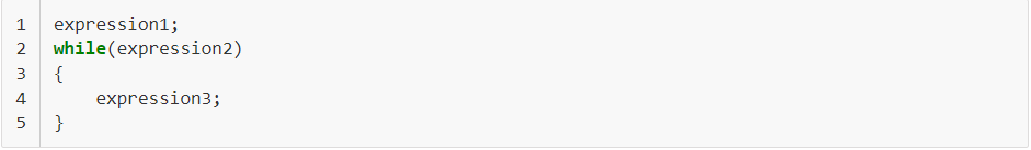 1 expression1;
2 while(expression2)
3 {
4     expression3;
5 }